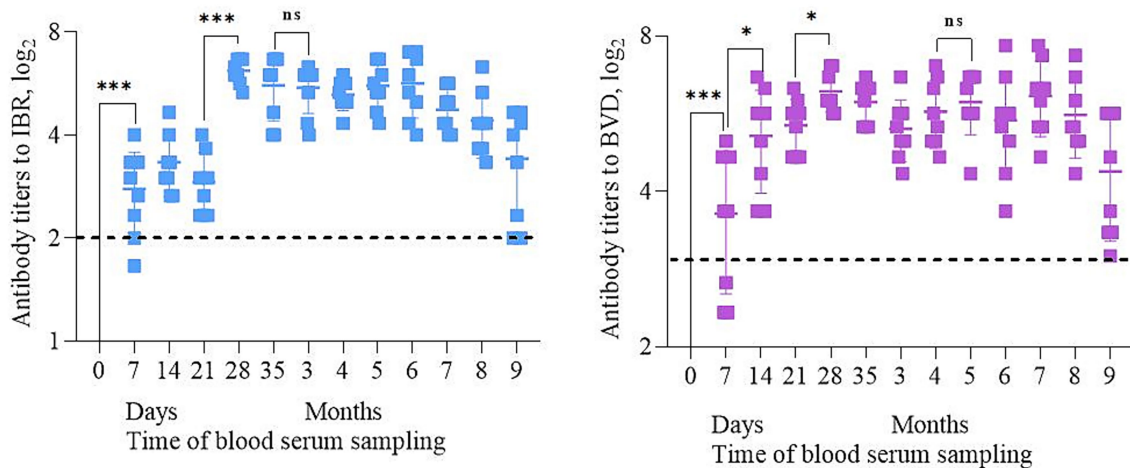 Antibody titers to IBR, log2
8
4
2
1
***
***
ns
0 7 14 21 28 35 3 4 5 6 7 8 9
Days Months
Time of blood serum sampling
Antibody titers to BVD, log2
8
4
2
***
*
*
ns
0 7 14 21 28 35 3 4 5 6 7 8 9
Days Months
Time of blood serum sampling